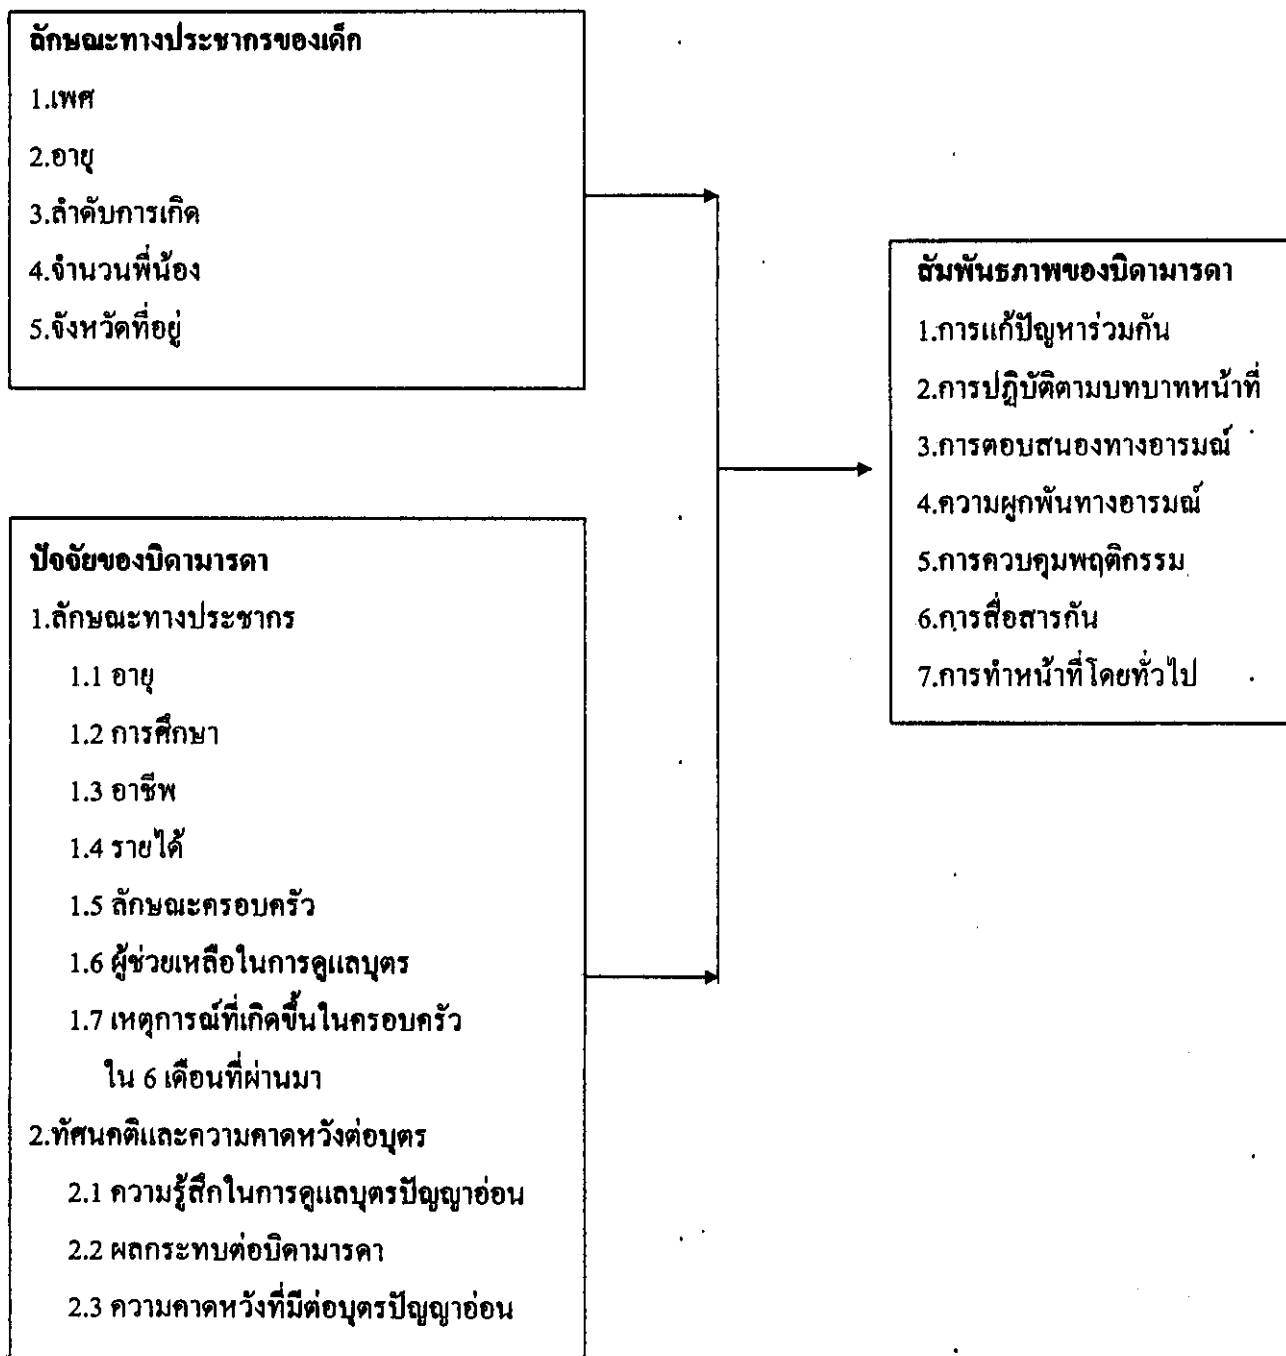 ลักษณะทางประชากรของเด็ก
1.เพศ
2.อายุ
3.ลำดับการเกิด
4.จำนวนพี่น้อง
5.จังหวัดที่อยู่
สัมพันธภาพของบิดามารดา
1.การแก้ปัญหาร่วมกัน
2.การปฏิบัติตามบทบาทหน้าที่
3.การตอบสนองทางอารมณ์
4.ความผูกพันทางอารมณ์
5.การควบคุมพฤติกรรม
6.การสื่อสารกัน
7.การทำหน้าที่โดยทั่วไป
ปัจจัยของบิดามารดา
1.ลักษณะทางประชากร
1.1 อายุ
1.2 การศึกษา
1.3 อาชีพ
1.4 รายได้
1.5 ลักษณะครอบครัว
1.6 ผู้ช่วยเหลือในการดูแลบุตร
1.7 เหตุการณ์ที่เกิดขึ้นในครอบครัว
ใน 6 เดือนที่ผ่านมา
2.ทัศนคติและความคาดหวังต่อบุตร
2.1 ความรู้สึกในการดูแลบุตรปัญญาอ่อน
2.2 ผลกระทบต่อบิดามารดา
2.3 ความคาดหวังที่มีต่อบุตรปัญญาอ่อน